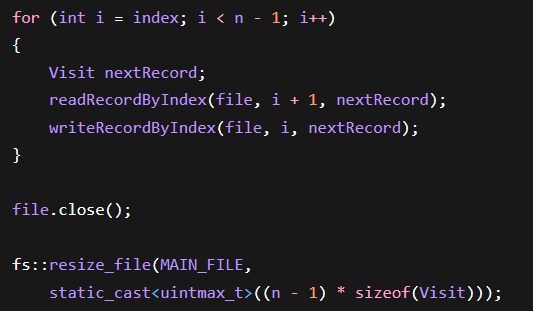 for (int i = index; i < n - 1; i++)
{
    Visit nextRecord;
    readRecordByIndex(file, i + 1, nextRecord);
    writeRecordByIndex(file, i, nextRecord);
}

file.close();

fs::resize_file(MAIN_FILE,
    static_cast<uintmax_t>((n - 1) * sizeof(Visit)));